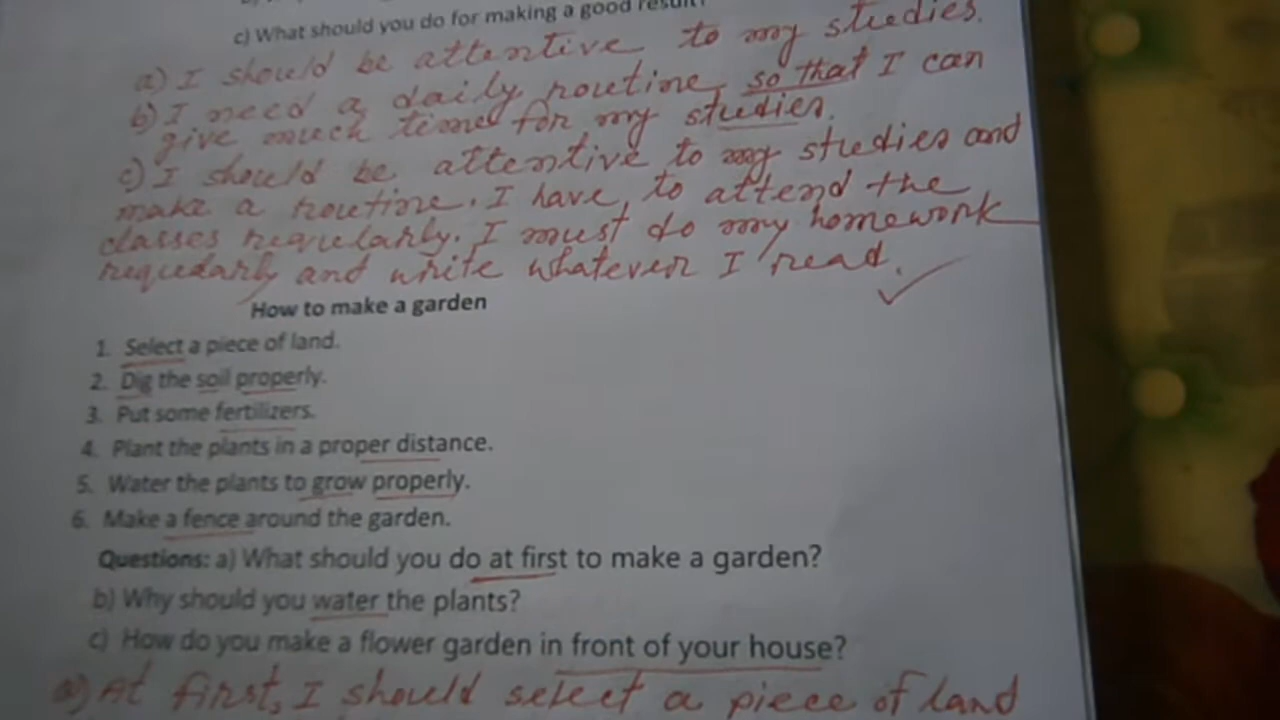 c) What should you do for making a good result?
a) I should be attentive to my studies.
b) I need a daily routine so that I can
give much time for my studies.
c) I should be attentive to my studies and
make a routine. I have to attend the
classes regularly. I must do my homework
regularly and write whatever I read.
How to make a garden
1. Select a piece of land.
2. Dig the soil properly.
3. Put some fertilizers.
4. Plant the plants in a proper distance.
5. Water the plants to grow properly.
6. Make a fence around the garden.
Questions: a) What should you do at first to make a garden?
b) Why should you water the plants?
c) How do you make a flower garden in front of your house?
a) At first, I should select a piece of land